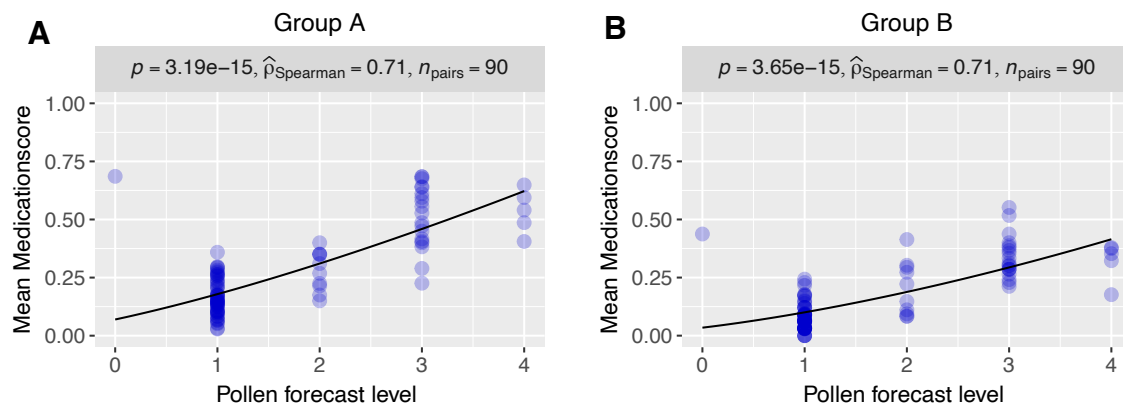 A
Group A
p = 3.19e−15, ρ̂Spearman = 0.71, npairs = 90
Mean Medicationscore
1.00
0.75
0.50
0.25
0.00
0 1 2 3 4
Pollen forecast level
B
Group B
p = 3.65e−15, ρ̂Spearman = 0.71, npairs = 90
Mean Medicationscore
1.00
0.75
0.50
0.25
0.00
0 1 2 3 4
Pollen forecast level